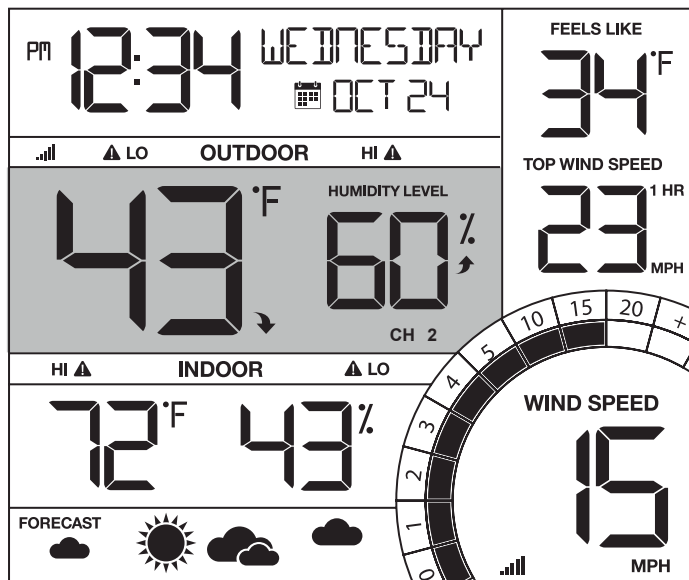 PM 12:34 WEDNESDAY
OCT 24
FEELS LIKE
34 °F
LO OUTDOOR HI
TOP WIND SPEED
23 1 HR
MPH
43 °F
HUMIDITY LEVEL
60 %
CH 2
HI INDOOR LO
72 °F 43 %
0 1 2 3 4 5 10 15 20 +
WIND SPEED
15
MPH
FORECAST